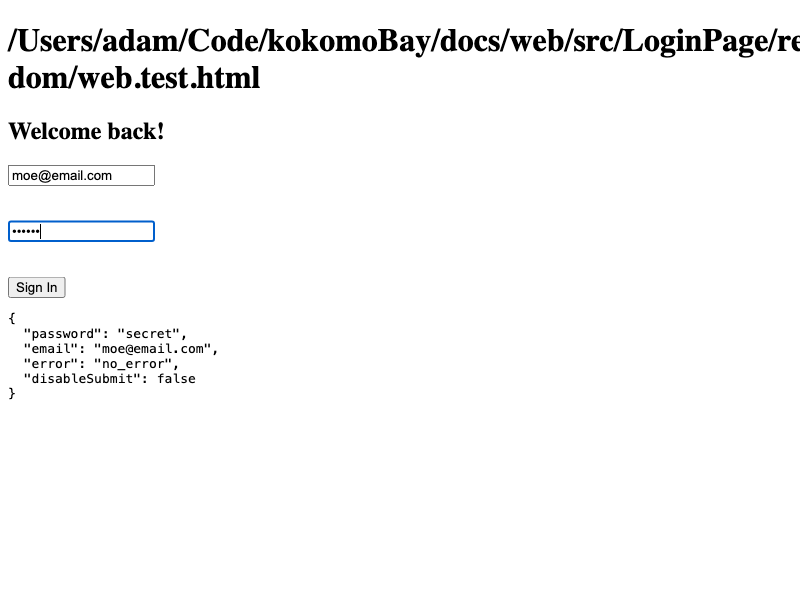 /Users/adam/Code/kokomoBay/docs/web/src/LoginPage/re
dom/web.test.html
Welcome back!
moe@email.com
••••••
Sign In
{
  "password": "secret",
  "email": "moe@email.com",
  "error": "no_error",
  "disableSubmit": false
}